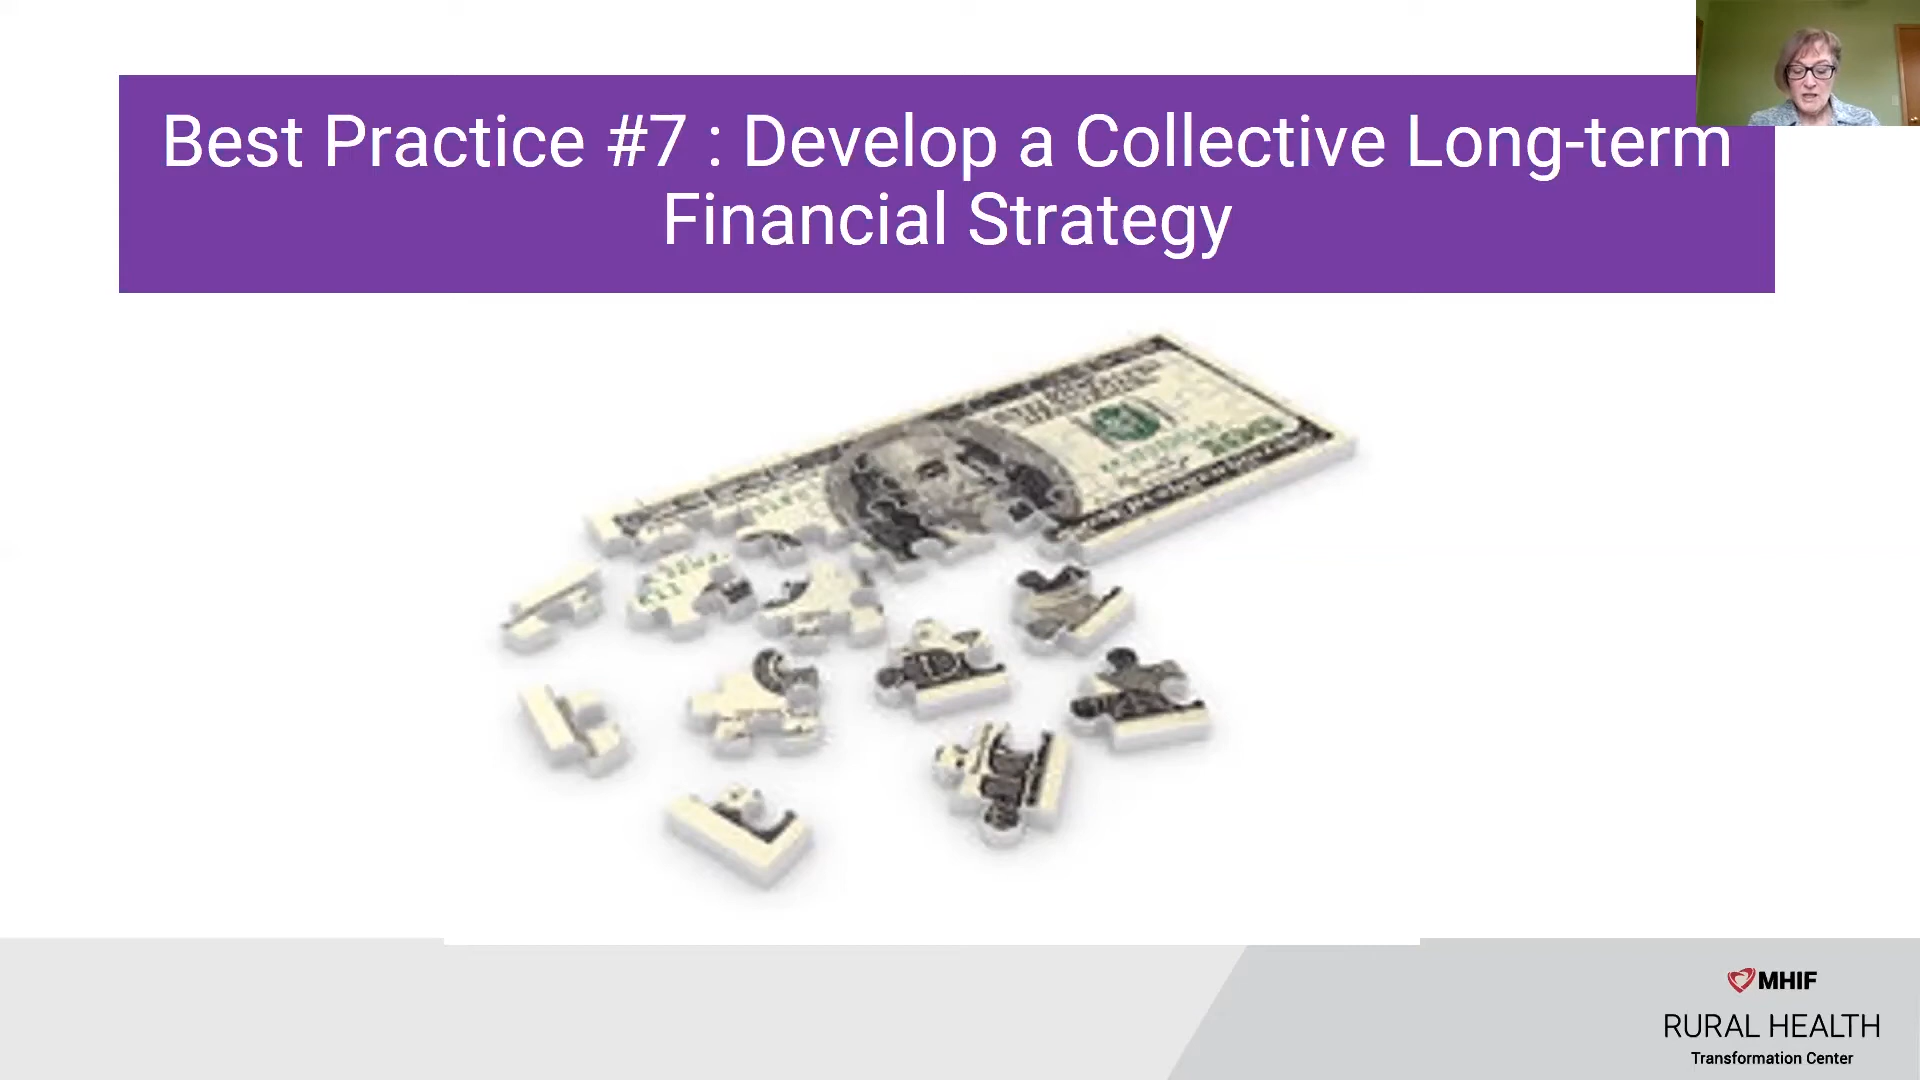 Best Practice #7 : Develop a Collective Long-term
Financial Strategy
MHIF
RURAL HEALTH
Transformation Center